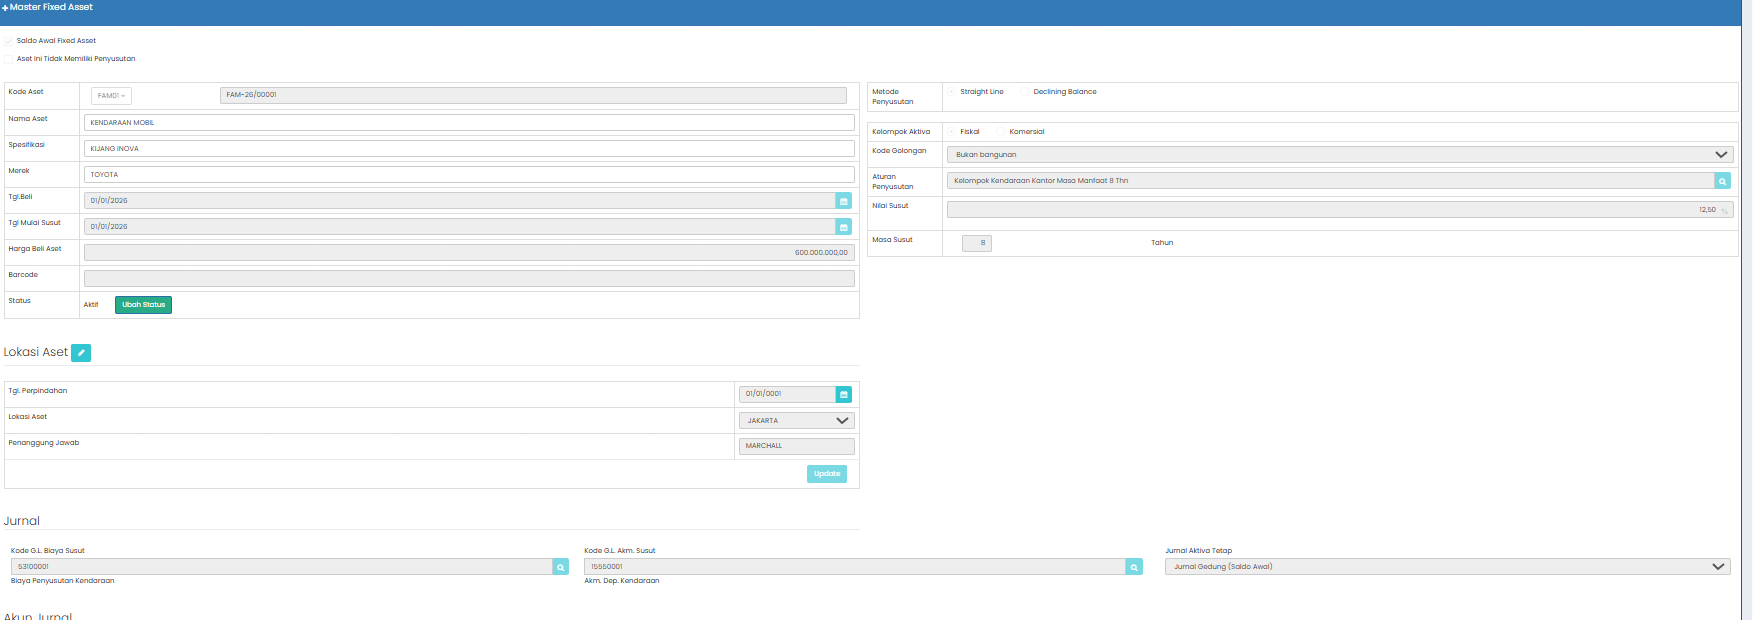 Master Fixed Asset
Saldo Awal Fixed Asset
Aset Ini Tidak Memiliki Penyusutan
Kode Aset
FAM01
FAM-26/00001
Nama Aset
KENDARAAN MOBIL
Spesifikasi
KIJANG INOVA
Merek
TOYOTA
Tgl.Beli
01/01/2026
Tgl Mulai Susut
01/01/2026
Harga Beli Aset
600.000.000,00
Barcode
Status
Aktif
Ubah Status
Metode Penyusutan
Straight Line
Declining Balance
Kelompok Aktiva
Fiskal
Komersial
Kode Golongan
Bukan bangunan
Aturan Penyusutan
Kelompok Kendaraan Kantor Masa Manfaat 8 Thn
Nilai Susut
12,50 %
Masa Susut
8
Tahun
Lokasi Aset
Tgl. Perpindahan
01/01/0001
Lokasi Aset
JAKARTA
Penanggung Jawab
MARCHALL
Update
Jurnal
Kode G.L. Biaya Susut
53100001
Biaya Penyusutan Kendaraan
Kode G.L. Akm. Susut
15550001
Akm. Dep. Kendaraan
Jurnal Aktiva Tetap
Jurnal Gedung (Saldo Awal)
Akun Jurnal